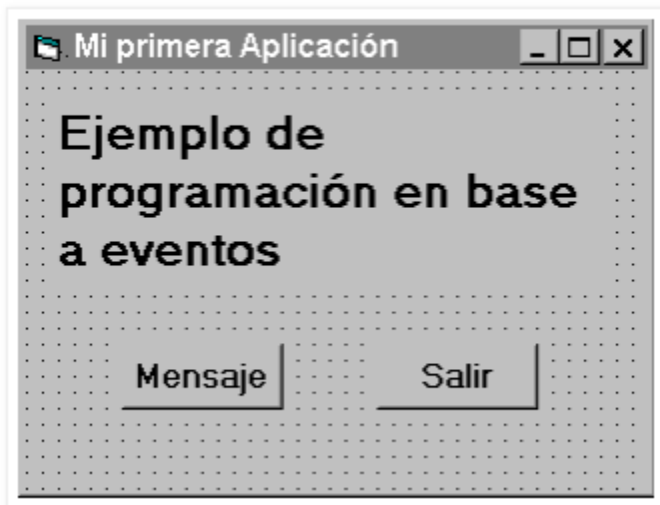 Mi primera Aplicación
Ejemplo de
programación en base
a eventos
Mensaje
Salir